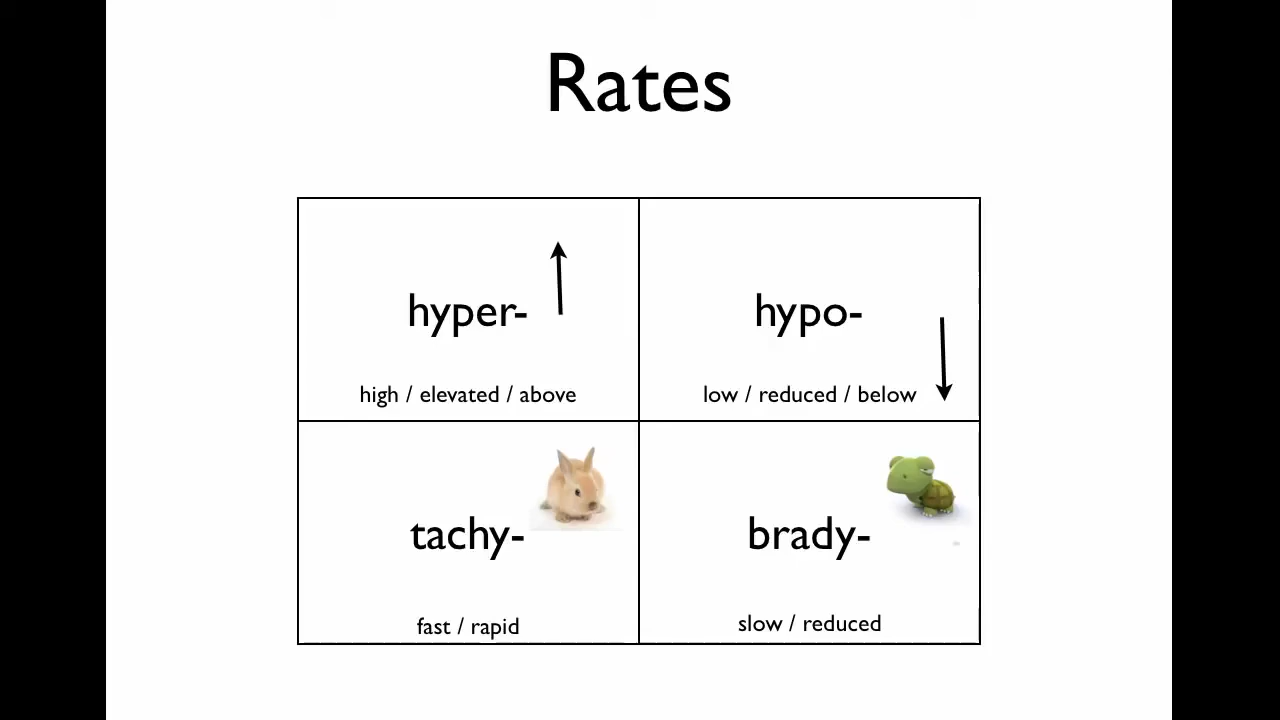 Rates
hyper-
high / elevated / above
hypo-
low / reduced / below
tachy-
fast / rapid
brady-
slow / reduced